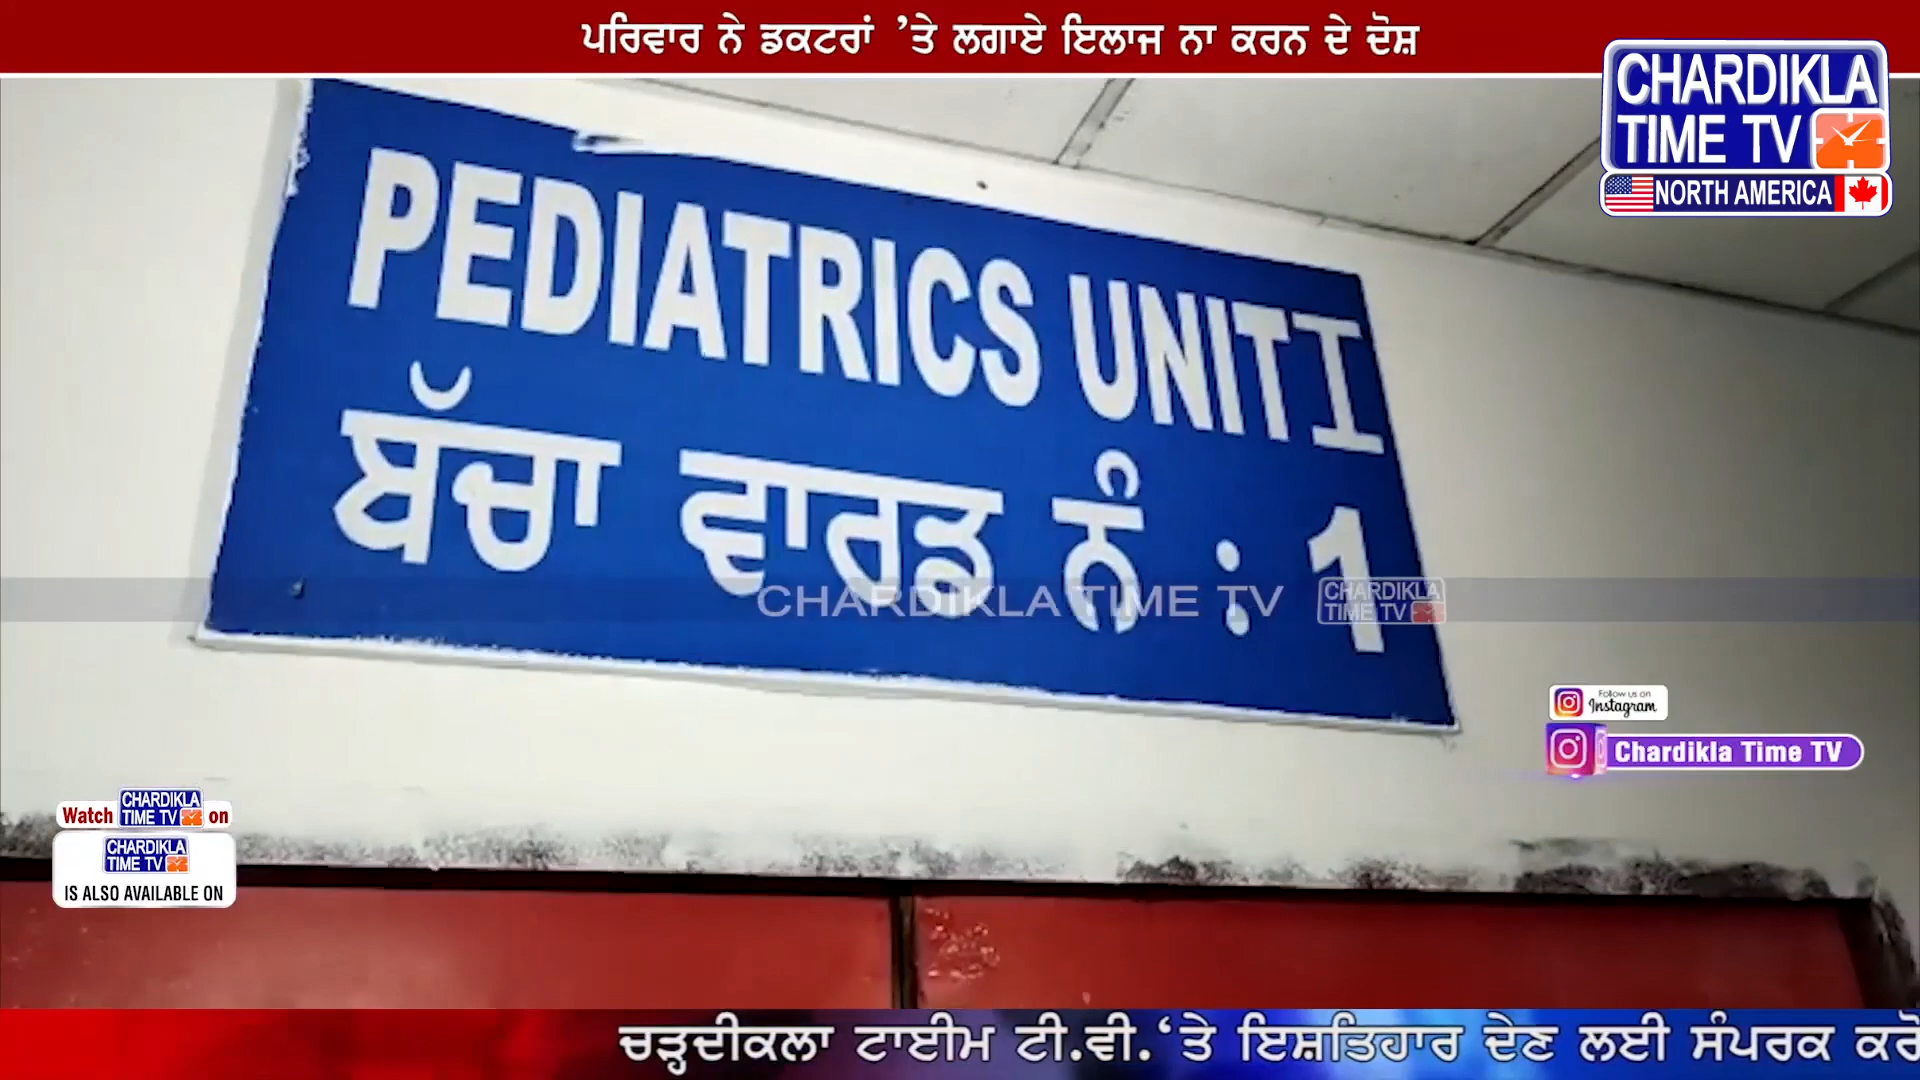 ਪਰਿਵਾਰ ਨੇ ਡਕਟਰਾਂ ’ਤੇ ਲਗਾਏ ਇਲਾਜ ਨਾ ਕਰਨ ਦੇ ਦੋਸ਼
CHARDIKLA
TIME TV
NORTH AMERICA
PEDIATRICS UNIT I
ਬੱਚਾ ਵਾਰਡ ਨੰ : 1
CHARDIKLA TIME TV
CHARDIKLA
TIME TV
Follow us on
Instagram
Chardikla Time TV
Watch CHARDIKLA TIME TV on
CHARDIKLA
TIME TV
IS ALSO AVAILABLE ON
ਚੜ੍ਹਦੀਕਲਾ ਟਾਈਮ ਟੀ.ਵੀ.‘ਤੇ ਇਸ਼ਤਿਹਾਰ ਦੇਣ ਲਈ ਸੰਪਰਕ ਕਰੋ